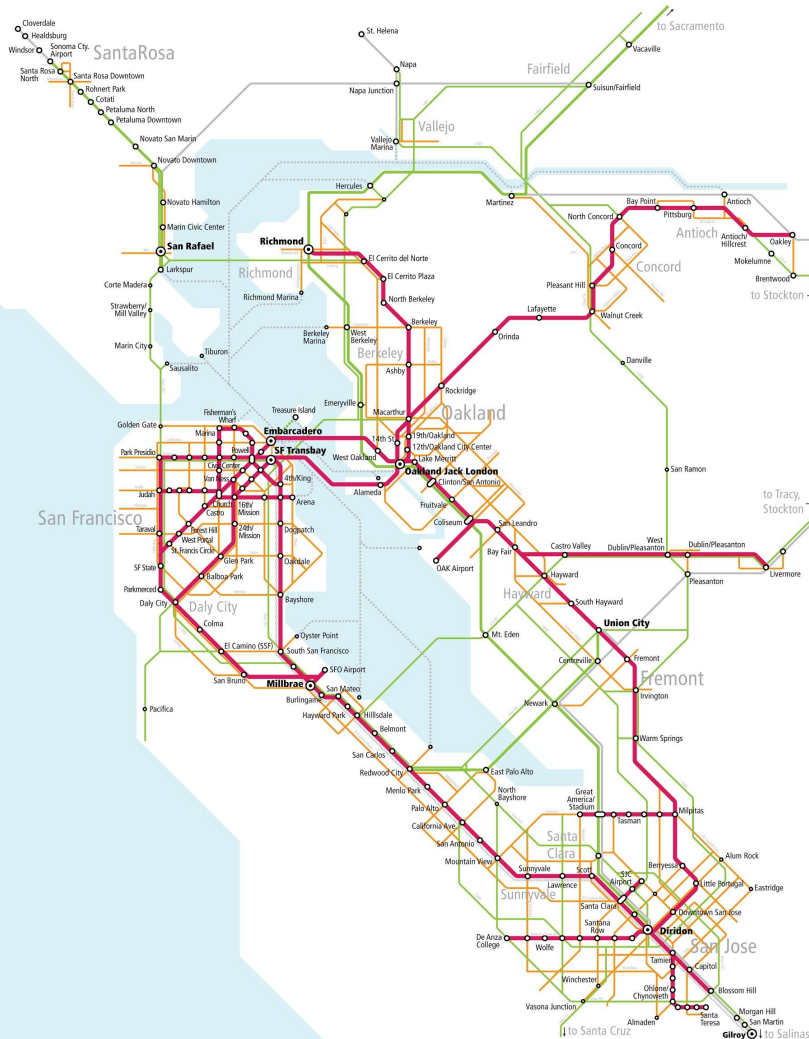 Cloverdale
Healdsburg
Windsor
Sonoma Cty.
Airport
SantaRosa
Santa Rosa
North
Santa Rosa Downtown
Rohnert Park
Cotati
Petaluma North
Petaluma Downtown
Novato San Marin
Novato Downtown
Novato Hamilton
Marin Civic Center
San Rafael
Larkspur
Corte Madera
Strawberry/
Mill Valley
Marin City
Sausalito
Tiburon
Golden Gate
St. Helena
Napa
Napa Junction
Vallejo
Vallejo
Marina
Fairfield
to Sacramento
Vacaville
Suisun/Fairfield
Hercules
Martinez
Richmond
Richmond
Richmond Marina
El Cerrito del Norte
El Cerrito Plaza
North Berkeley
Berkeley
Berkeley
Marina
West
Berkeley
Berkeley
Ashby
Emeryville
Macarthur
Rockridge
Orinda
Lafayette
Walnut Creek
Pleasant Hill
Concord
Concord
North Concord
Bay Point
Pittsburg
Antioch
Antioch
Antioch/
Hillcrest
Oakley
Mokelumne
Brentwood
to Stockton
Danville
San Ramon
to Tracy,
Stockton
Oakland
14th St
19th/Oakland
12th/Oakland City Center
Lake Merritt
West Oakland
Oakland Jack London
Clinton/San Antonio
Alameda
Fruitvale
Coliseum
San Leandro
OAK Airport
Bay Fair
Castro Valley
West
Dublin/Pleasanton
Dublin/Pleasanton
Livermore
Pleasanton
Hayward
Hayward
South Hayward
Mt. Eden
Union City
Centreville
Fremont
Fremont
Irvington
Newark
Warm Springs
Treasure Island
Fisherman's
Wharf
Marina
Embarcadero
SF Transbay
Powell
Park Presidio
Civic Center
Van Ness
4th/King
Judah
Church
Castro
16th/
Mission
Arena
San Francisco
Taraval
Forest Hill
West Portal
St. Francis Circle
24th/
Mission
Dogpatch
Glen Park
Oakdale
SF State
Balboa Park
Parkmerced
Daly City
Daly City
Bayshore
Colma
Oyster Point
El Camino (SSF)
South San Francisco
SFO Airport
San Bruno
Millbrae
Burlingame
San Mateo
Hayward Park
Hillsdale
Pacifica
Belmont
San Carlos
Redwood City
East Palo Alto
Menlo Park
North
Bayshore
Palo Alto
California Ave.
San Antonio
Mountain View
Great
America/
Stadium
Tasman
Milpitas
Santa
Clara
Sunnyvale
Sunnyvale
Lawrence
Scott
SJC
Airport
Santa Clara
Berryessa
Alum Rock
Little Portugal
Eastridge
Downtown San Jose
De Anza
College
Wolfe
Santana
Row
Diridon
San Jose
Tamien
Capitol
Winchester
Ohlone/
Chynoweth
Blossom Hill
Vasona Junction
Almaden
Santa
Teresa
Morgan Hill
San Martin
Gilroy
to Santa Cruz
to Salinas